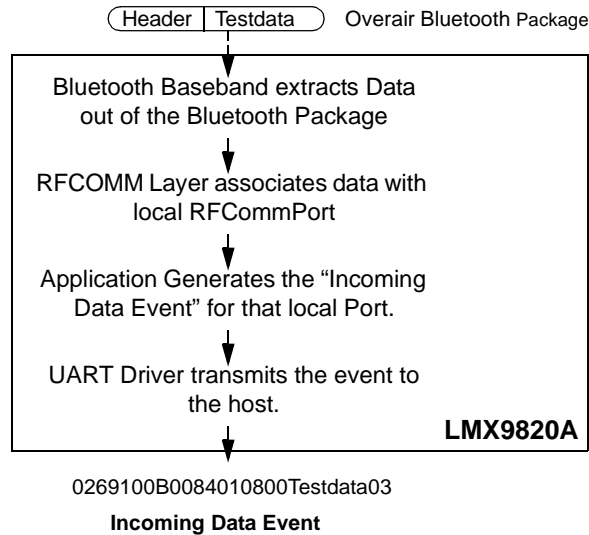 Header Testdata Overair Bluetooth Package
Bluetooth Baseband extracts Data
out of the Bluetooth Package
RFCOMM Layer associates data with
local RFCommPort
Application Generates the “Incoming
Data Event” for that local Port.
UART Driver transmits the event to
the host.
LMX9820A
0269100B0084010800Testdata03
Incoming Data Event